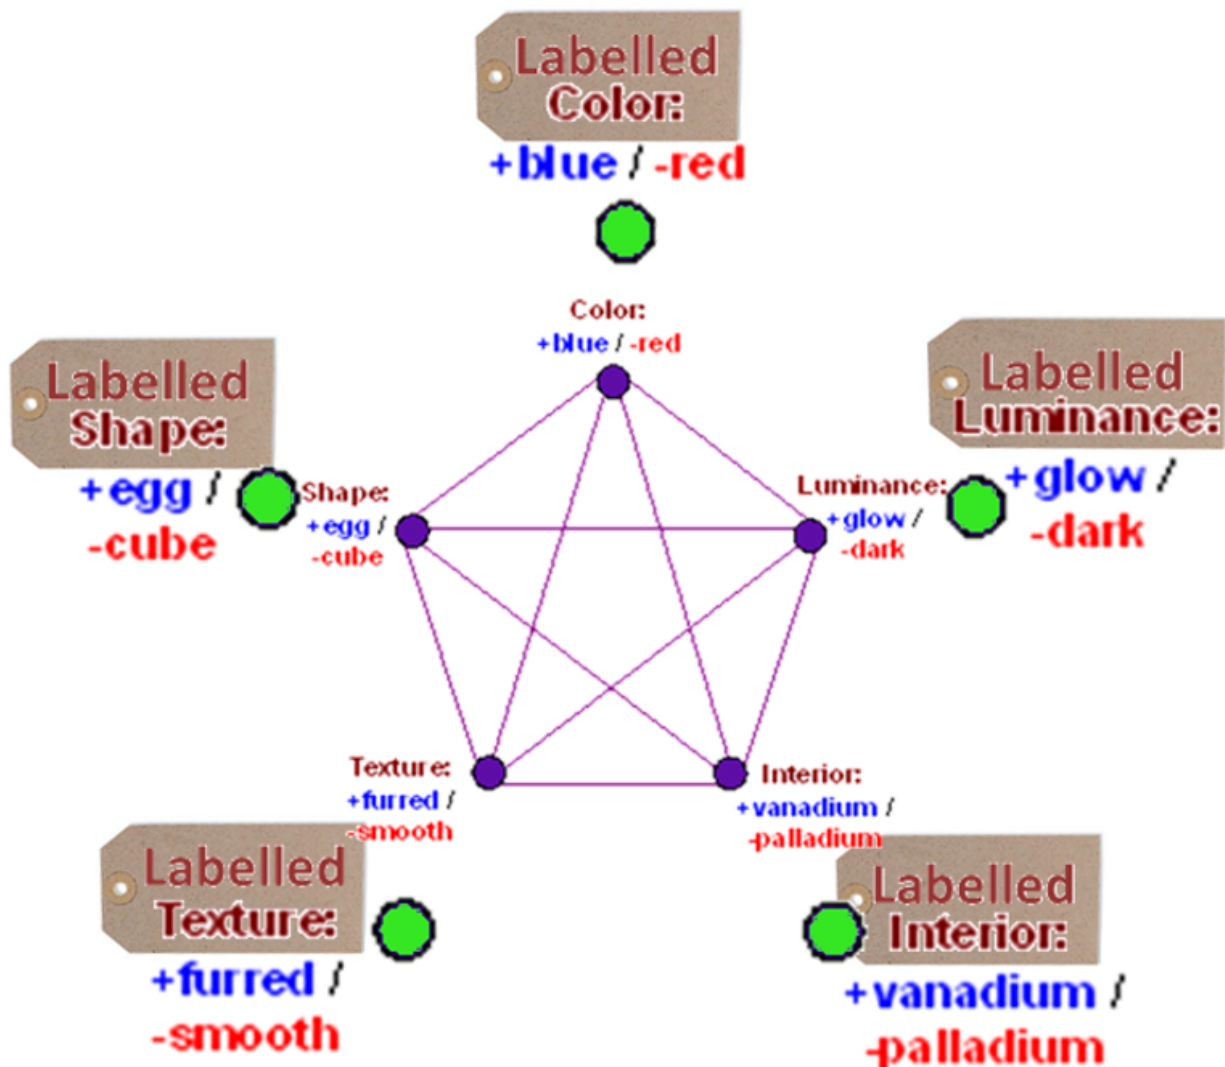 Labelled
Color:
+blue / -red
Color:
+blue / -red
Labelled
Shape:
+egg /
-cube
Shape:
+egg /
-cube
Luminance:
+glow /
-dark
Labelled
Luminance:
+glow /
-dark
Texture:
+furred /
-smooth
Interior:
+vanadium /
-palladium
Labelled
Texture:
+furred /
-smooth
Labelled
Interior:
+vanadium /
-palladium